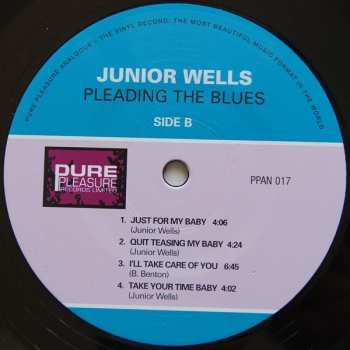 PURE PLEASURE ANALOGUE - THE VINYL RECORD: THE MOST BEAUTIFUL MUSIC FORMAT IN THE WORLD
JUNIOR WELLS
PLEADING THE BLUES
SIDE B
PURE
PLEASURE
RECORDS LIMITED
PPAN 017
1. JUST FOR MY BABY 4:06
(Junior Wells)
2. QUIT TEASING MY BABY 4:24
(Junior Wells)
3. I'LL TAKE CARE OF YOU 6:45
(B. Benton)
4. TAKE YOUR TIME BABY 4:02
(Junior Wells)